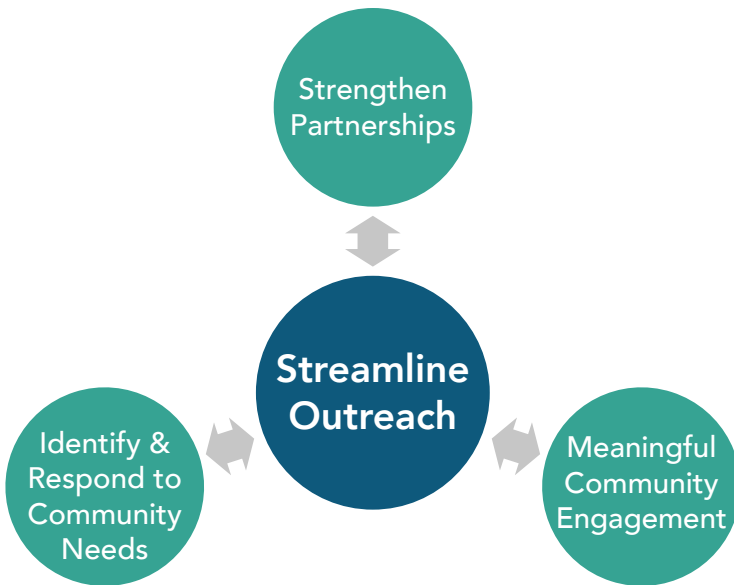 Strengthen
Partnerships
Streamline
Outreach
Identify &
Respond to
Community
Needs
Meaningful
Community
Engagement